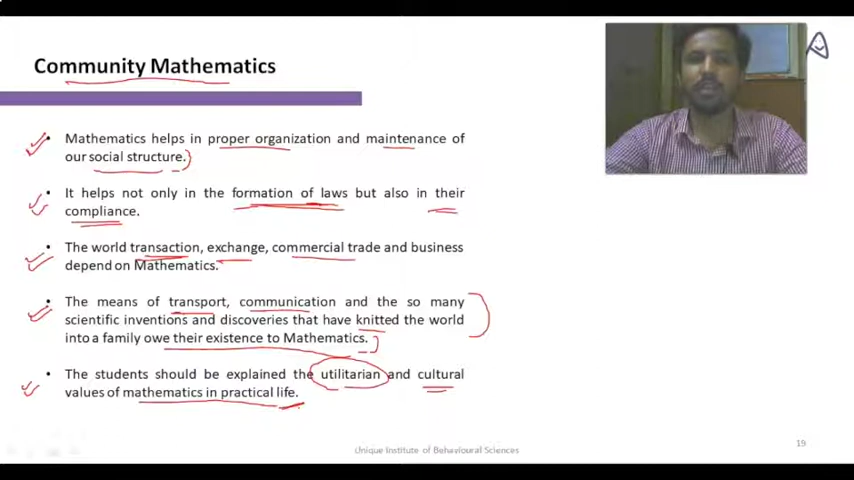 Community Mathematics
• Mathematics helps in proper organization and maintenance of
our social structure.
• It helps not only in the formation of laws but also in their
compliance.
• The world transaction, exchange, commercial trade and business
depend on Mathematics.
• The means of transport, communication and the so many
scientific inventions and discoveries that have knitted the world
into a family owe their existence to Mathematics.
• The students should be explained the utilitarian and cultural
values of mathematics in practical life.
Unique Institute of Behavioural Sciences
19